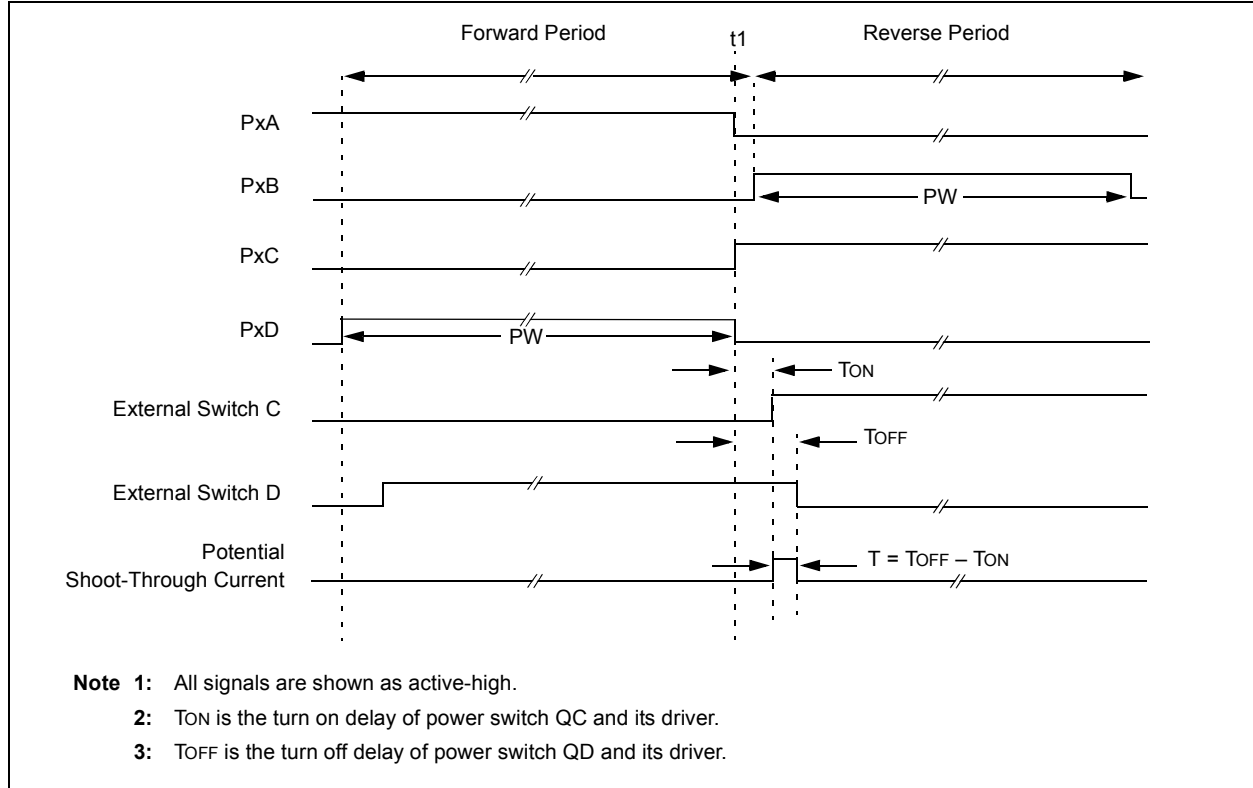 Forward Period
t1
Reverse Period
PxA
PxB
PW
PxC
PxD
PW
TON
External Switch C
TOFF
External Switch D
Potential
Shoot-Through Current
T = TOFF – TON
Note 1: All signals are shown as active-high.
2: TON is the turn on delay of power switch QC and its driver.
3: TOFF is the turn off delay of power switch QD and its driver.